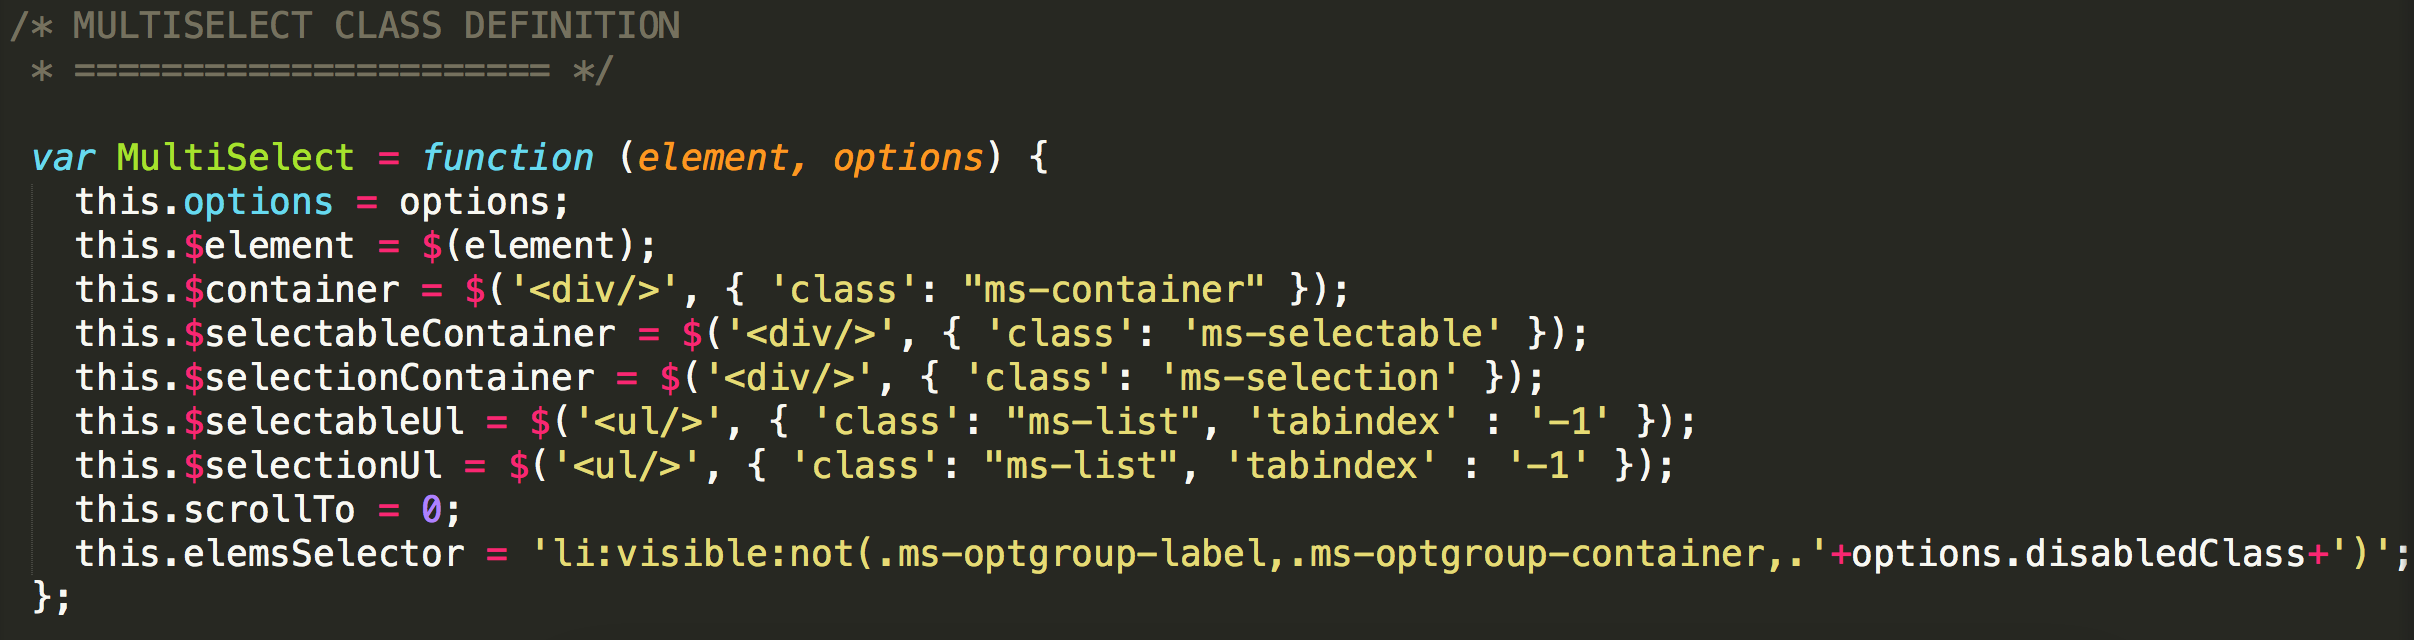 /* MULTISELECT CLASS DEFINITION
 * ====================== */

 var MultiSelect = function (element, options) {
   this.options = options;
   this.$element = $(element);
   this.$container = $('<div/>', { 'class': "ms-container" });
   this.$selectableContainer = $('<div/>', { 'class': 'ms-selectable' });
   this.$selectionContainer = $('<div/>', { 'class': 'ms-selection' });
   this.$selectableUl = $('<ul/>', { 'class': "ms-list", 'tabindex' : '-1' });
   this.$selectionUl = $('<ul/>', { 'class': "ms-list", 'tabindex' : '-1' });
   this.scrollTo = 0;
   this.elemsSelector = 'li:visible:not(.ms-optgroup-label,.ms-optgroup-container,.'+options.disabledClass+')';
 };